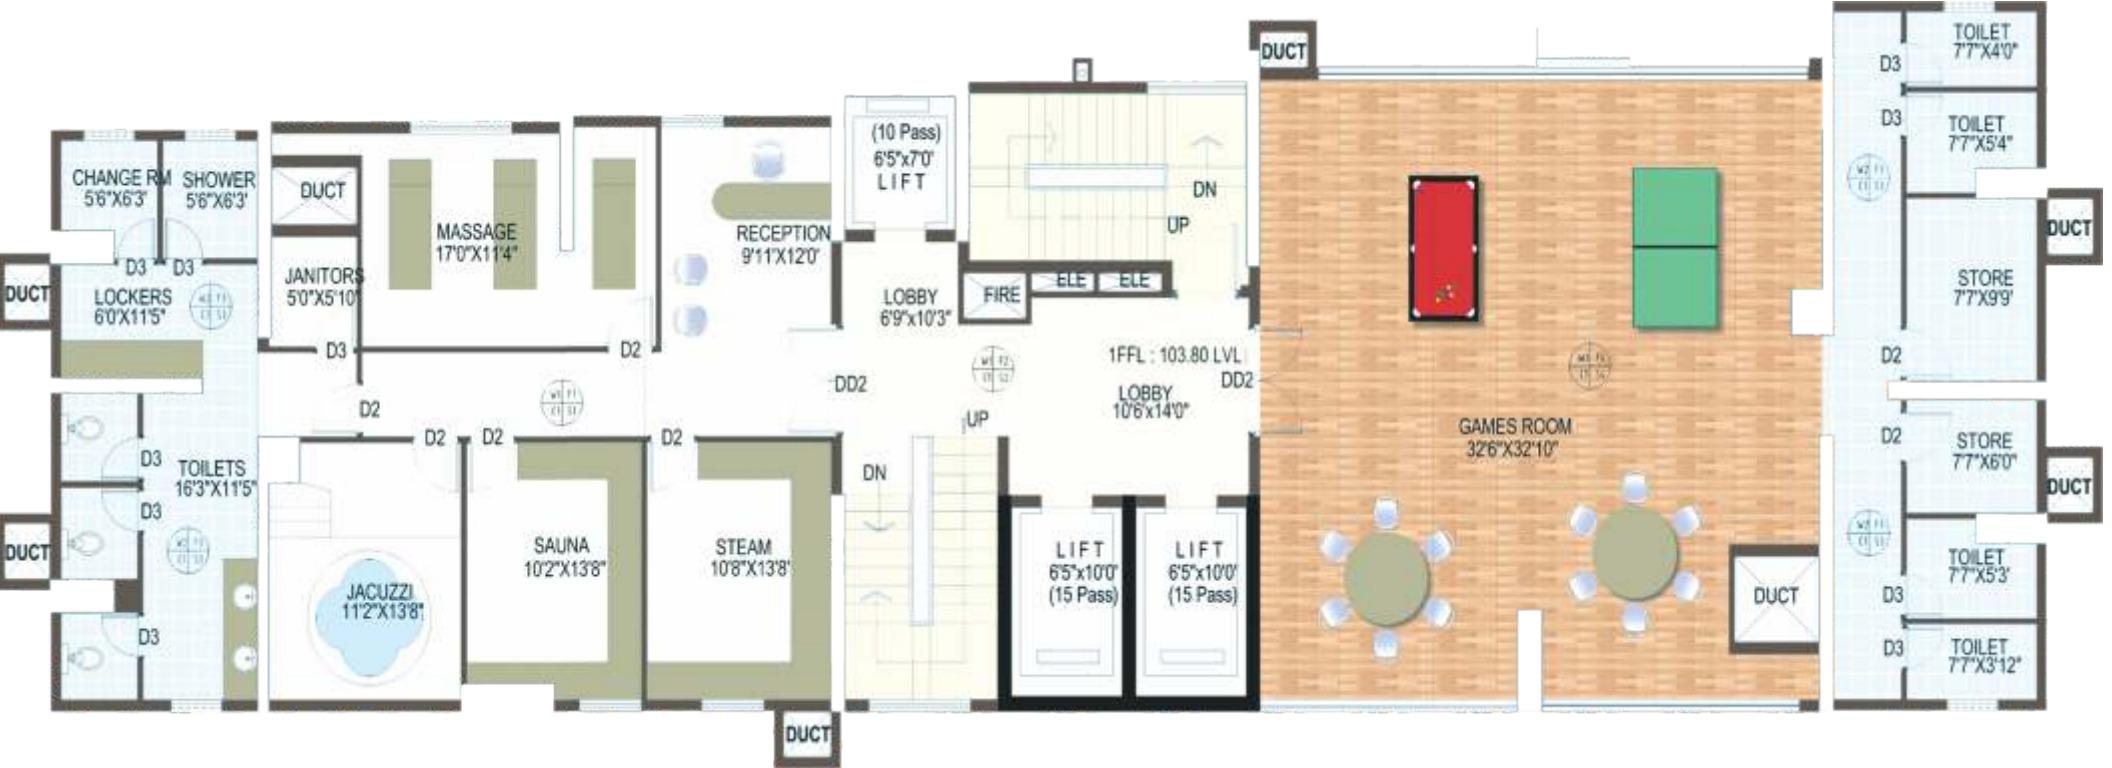 DUCT
TOILET
7'7"X4'0"
D3
D3
TOILET
7'7"X5'4"
(10 Pass)
6'5"x7'0"
LIFT
DN
UP
CHANGE RM
5'6"X6'3"
SHOWER
5'6"X6'3"
DUCT
MASSAGE
17'0"X11'4"
RECEPTION
9'11"X12'0'
DUCT
D3
D3
DUCT
JANITORS
5'0"X5'10"
LOCKERS
6'0'X11'5"
LOBBY
6'9"x10'3"
FIRE
ELE
ELE
STORE
7'7"X9'9'
D3
D2
1FFL : 103.80 LVL
D2
DD2
DD2
LOBBY
10'6'x14'0"
D2
D2
D2
D2
UP
GAMES ROOM
32'6"X32'10"
D2
STORE
7'7"X6'0"
D3
TOILETS
16'3"X11'5"
DN
DUCT
D3
DUCT
SAUNA
10'2"X13'8"
STEAM
10'8"X13'8'
LIFT
6'5"x10'0'
(15 Pass)
LIFT
6'5"x10'0'
(15 Pass)
TOILET
7'7"X5'3'
JACUZZI
11'2"X13'8"
DUCT
D3
D3
D3
TOILET
7'7"X3'12"
DUCT